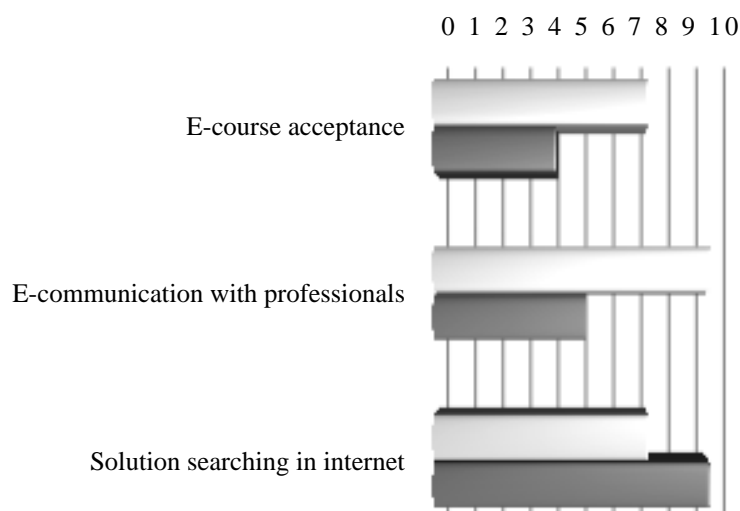 0 1 2 3 4 5 6 7 8 9 10
E-course acceptance
E-communication with professionals
Solution searching in internet